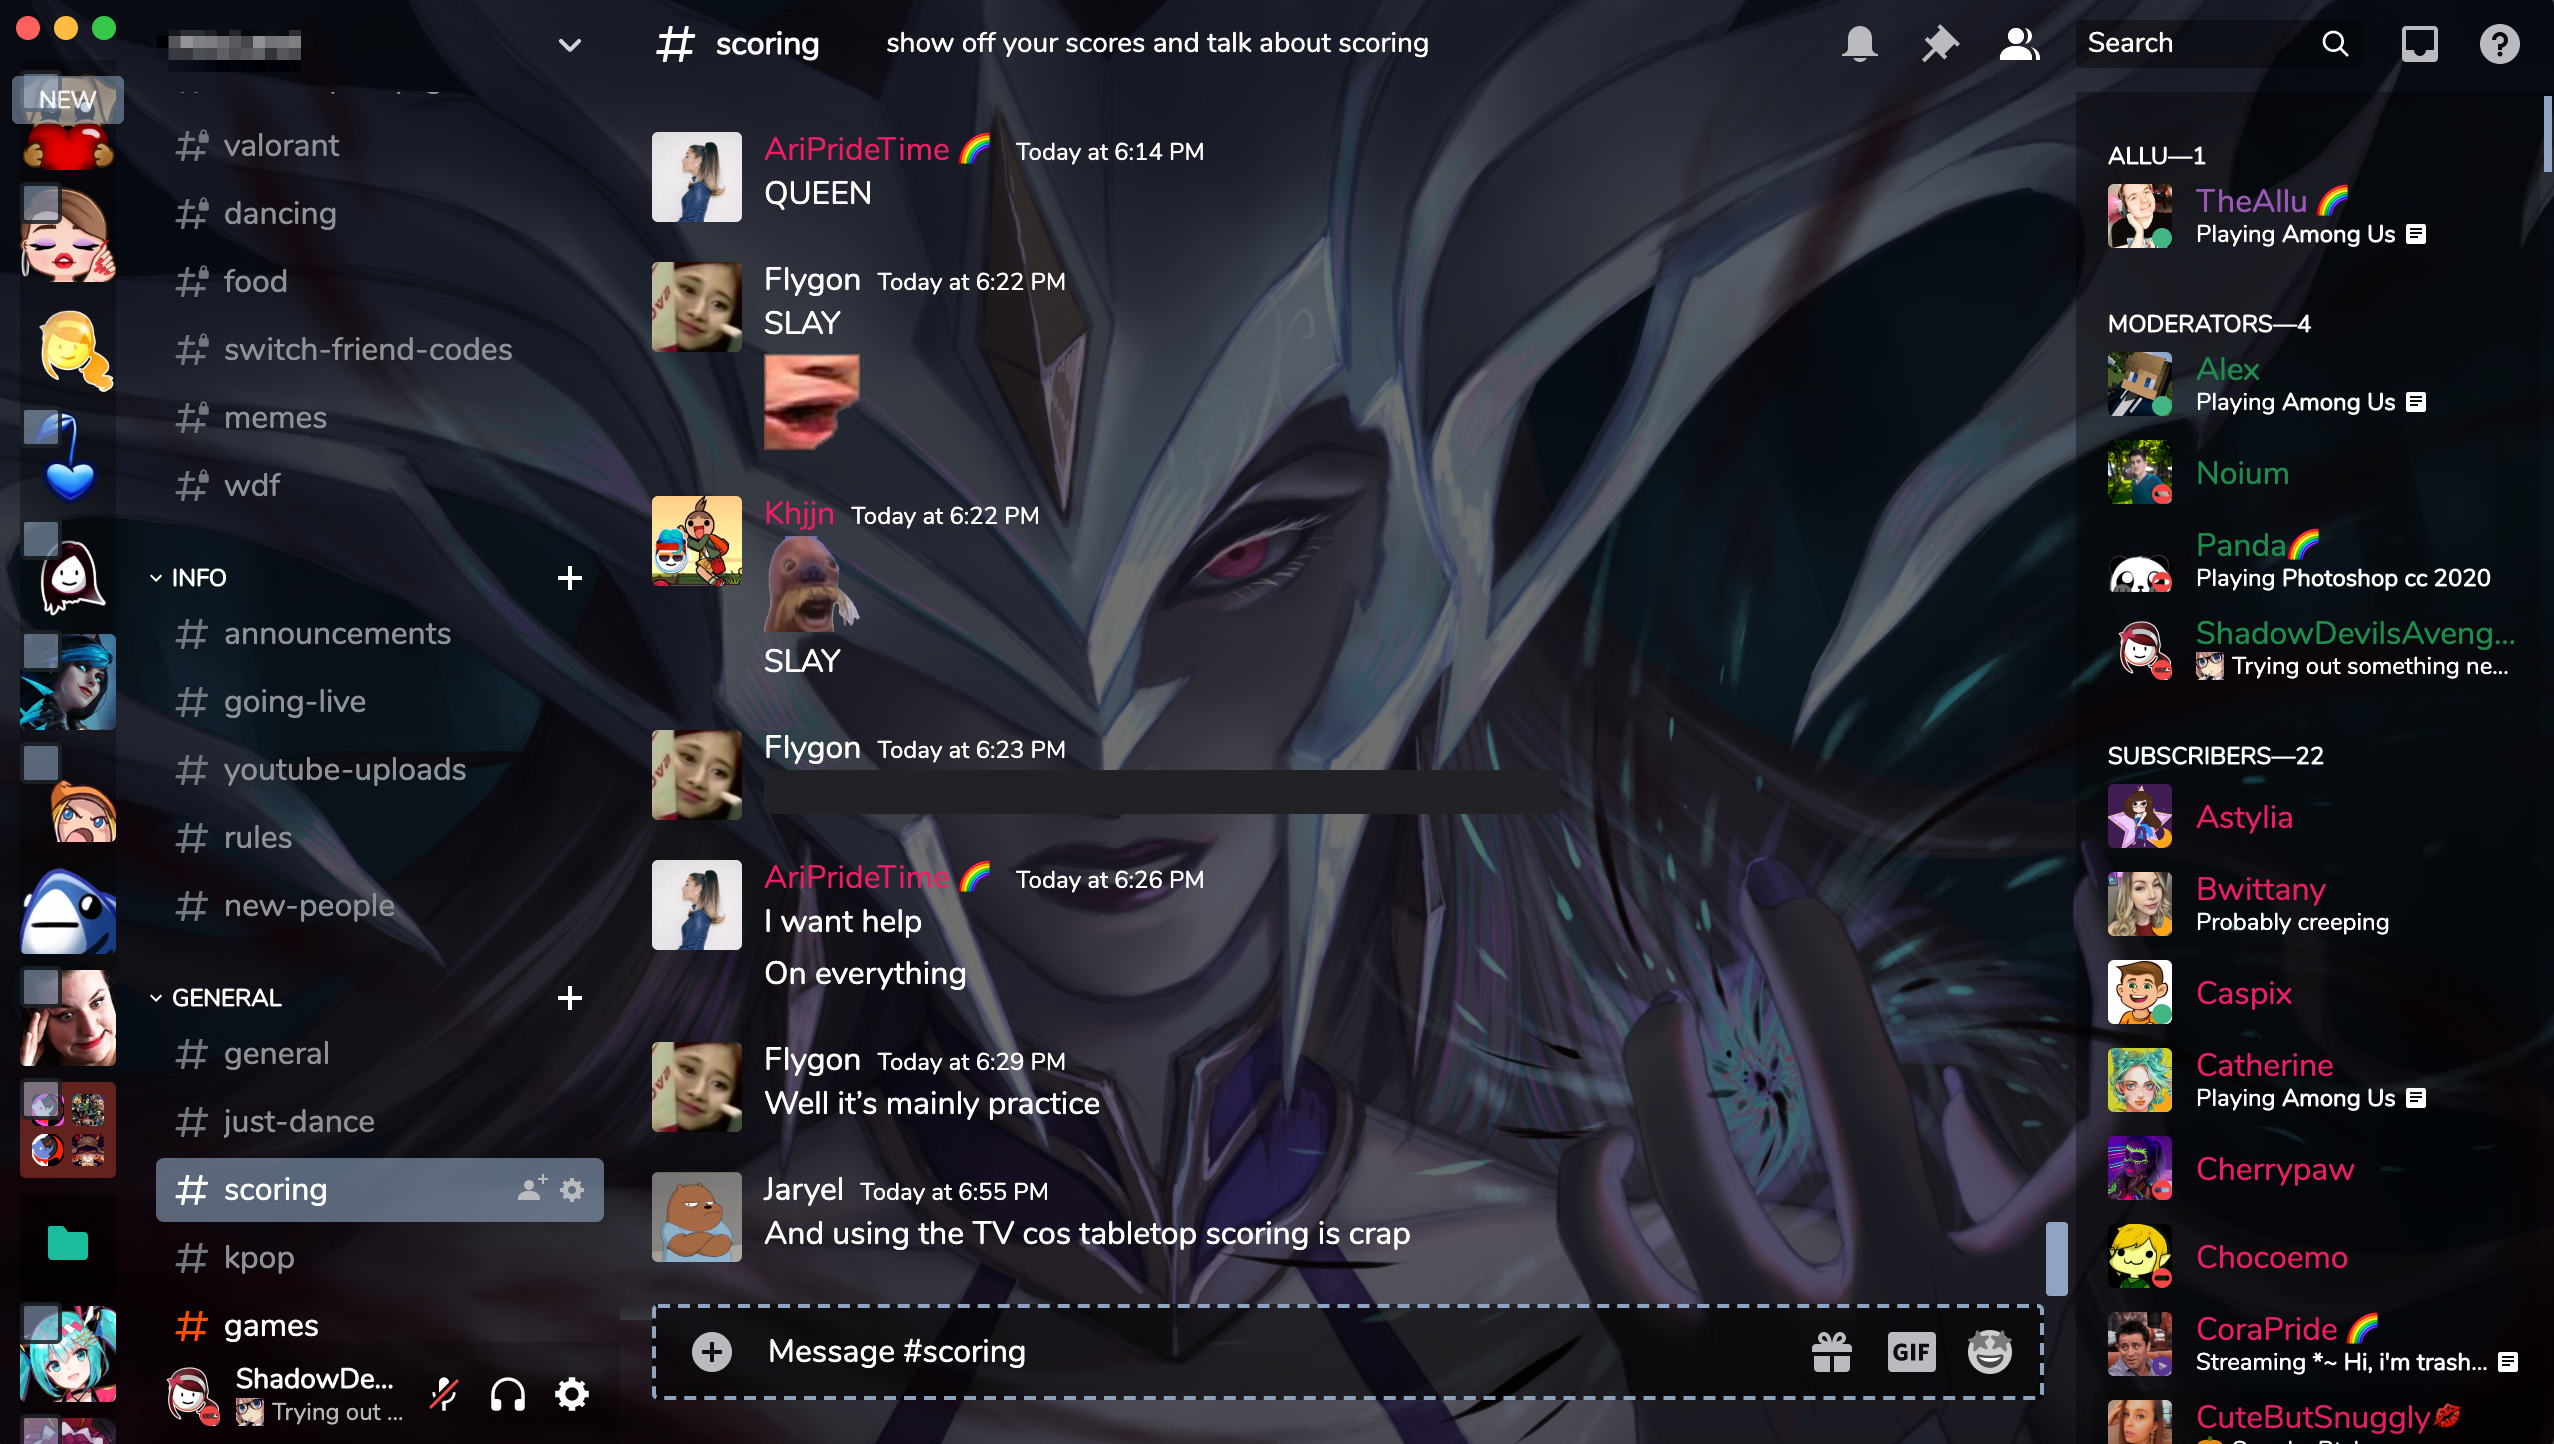 NEW
valorant
dancing
food
switch-friend-codes
memes
wdf
INFO
announcements
going-live
youtube-uploads
rules
new-people
GENERAL
general
just-dance
scoring
kpop
games
ShadowDe...
Trying out ...
# scoring show off your scores and talk about scoring
Search
AriPrideTime Today at 6:14 PM
QUEEN
Flygon Today at 6:22 PM
SLAY
Khjjn Today at 6:22 PM
SLAY
Flygon Today at 6:23 PM
AriPrideTime Today at 6:26 PM
I want help
On everything
Flygon Today at 6:29 PM
Well it’s mainly practice
Jaryel Today at 6:55 PM
And using the TV cos tabletop scoring is crap
Message #scoring
GIF
ALLU—1
TheAllu
Playing Among Us
MODERATORS—4
Alex
Playing Among Us
Noium
Panda
Playing Photoshop cc 2020
ShadowDevilsAveng...
Trying out something ne...
SUBSCRIBERS—22
Astylia
Bwittany
Probably creeping
Caspix
Catherine
Playing Among Us
Cherrypaw
Chocoemo
CoraPride
Streaming *~ Hi, i'm trash...
CuteButSnuggly